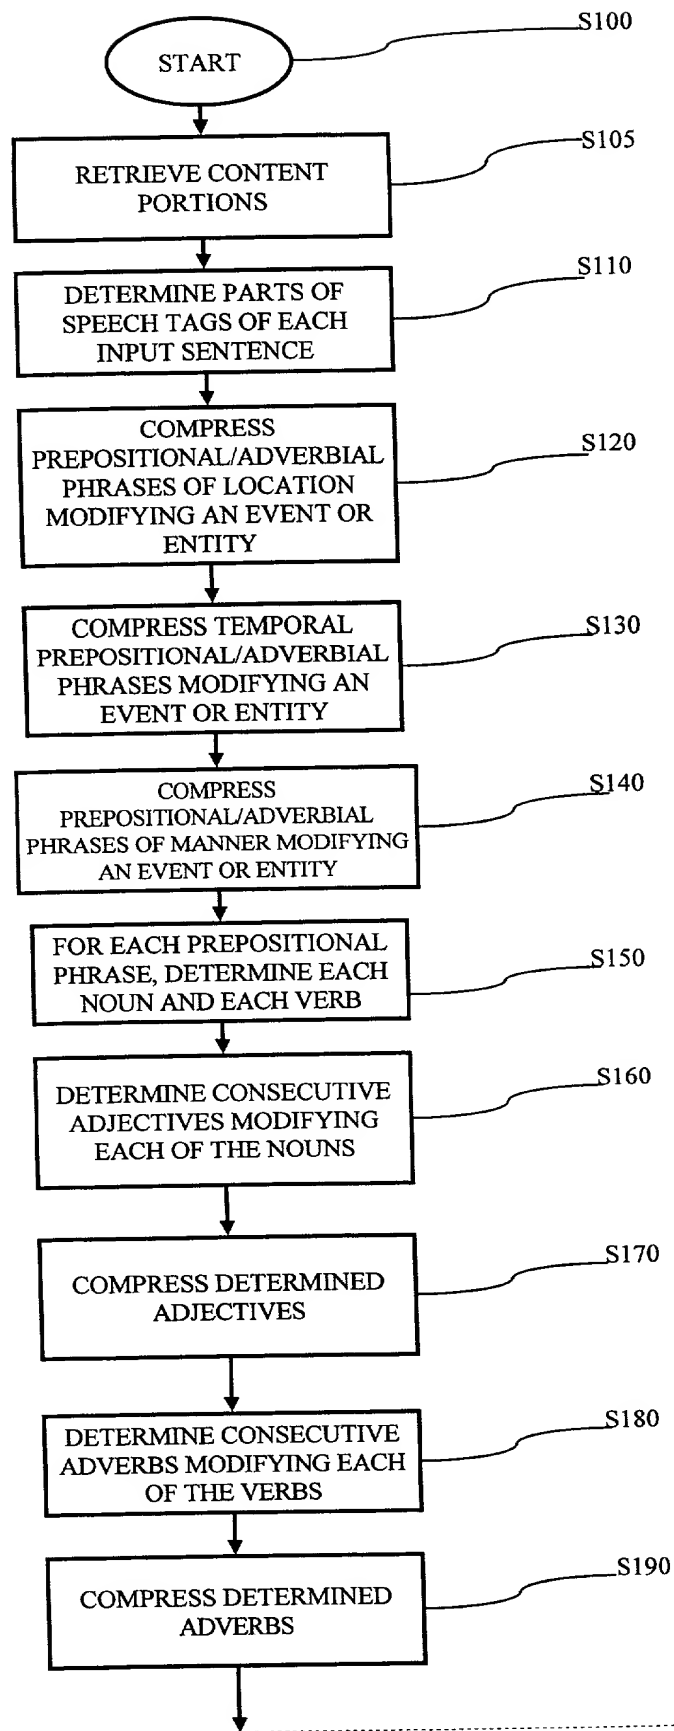 S100
START
S105
RETRIEVE CONTENT
PORTIONS
S110
DETERMINE PARTS OF
SPEECH TAGS OF EACH
INPUT SENTENCE
S120
COMPRESS
PREPOSITIONAL/ADVERBIAL
PHRASES OF LOCATION
MODIFYING AN EVENT OR
ENTITY
S130
COMPRESS TEMPORAL
PREPOSITIONAL/ADVERBIAL
PHRASES MODIFYING AN
EVENT OR ENTITY
S140
COMPRESS
PREPOSITIONAL/ADVERBIAL
PHRASES OF MANNER MODIFYING
AN EVENT OR ENTITY
S150
FOR EACH PREPOSITIONAL
PHRASE, DETERMINE EACH
NOUN AND EACH VERB
S160
DETERMINE CONSECUTIVE
ADJECTIVES MODIFYING
EACH OF THE NOUNS
S170
COMPRESS DETERMINED
ADJECTIVES
S180
DETERMINE CONSECUTIVE
ADVERBS MODIFYING EACH
OF THE VERBS
S190
COMPRESS DETERMINED
ADVERBS